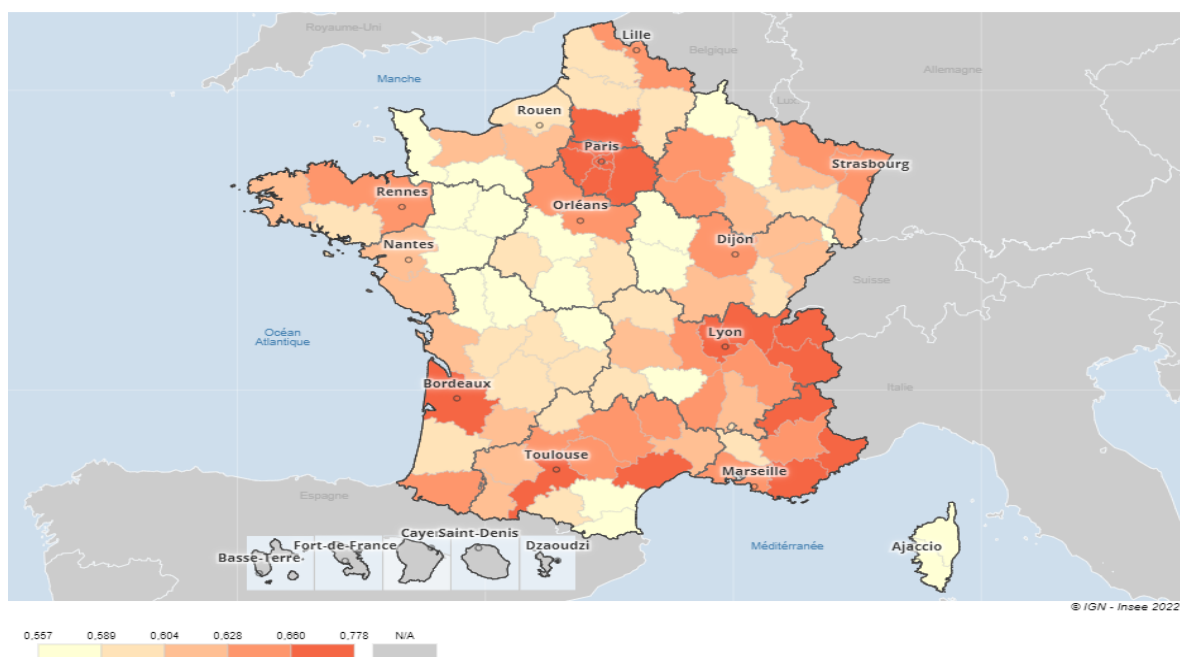 Royaume-Uni
Lille
Belgique
Manche
Allemagne
Lux.
Rouen
Paris
Strasbourg
Rennes
Orléans
Nantes
Dijon
Suisse
Océan
Atlantique
Lyon
Bordeaux
Italie
Toulouse
Marseille
Espagne
Basse-Terre
Fort-de-France
Caye
Saint-Denis
Dzaoudzi
Méditérranée
Ajaccio
© IGN - Insee 2022
0,557 0,589 0,604 0,628 0,660 0,778 N/A